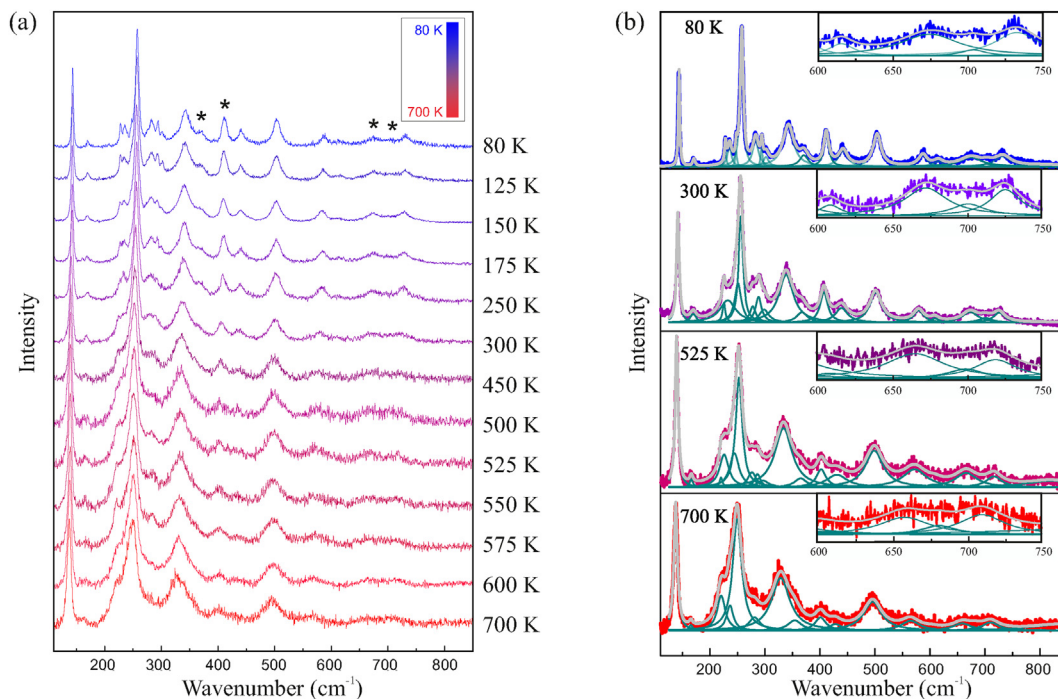 (a)
80 K
700 K
* * * *
80 K
125 K
150 K
175 K
250 K
300 K
450 K
500 K
525 K
550 K
575 K
600 K
700 K
Intensity
200 300 400 500 600 700 800
Wavenumber (cm⁻¹)
(b)
80 K
600 650 700 750
300 K
600 650 700 750
525 K
600 650 700 750
700 K
600 650 700 750
Intensity
200 300 400 500 600 700 800
Wavenumber (cm⁻¹)